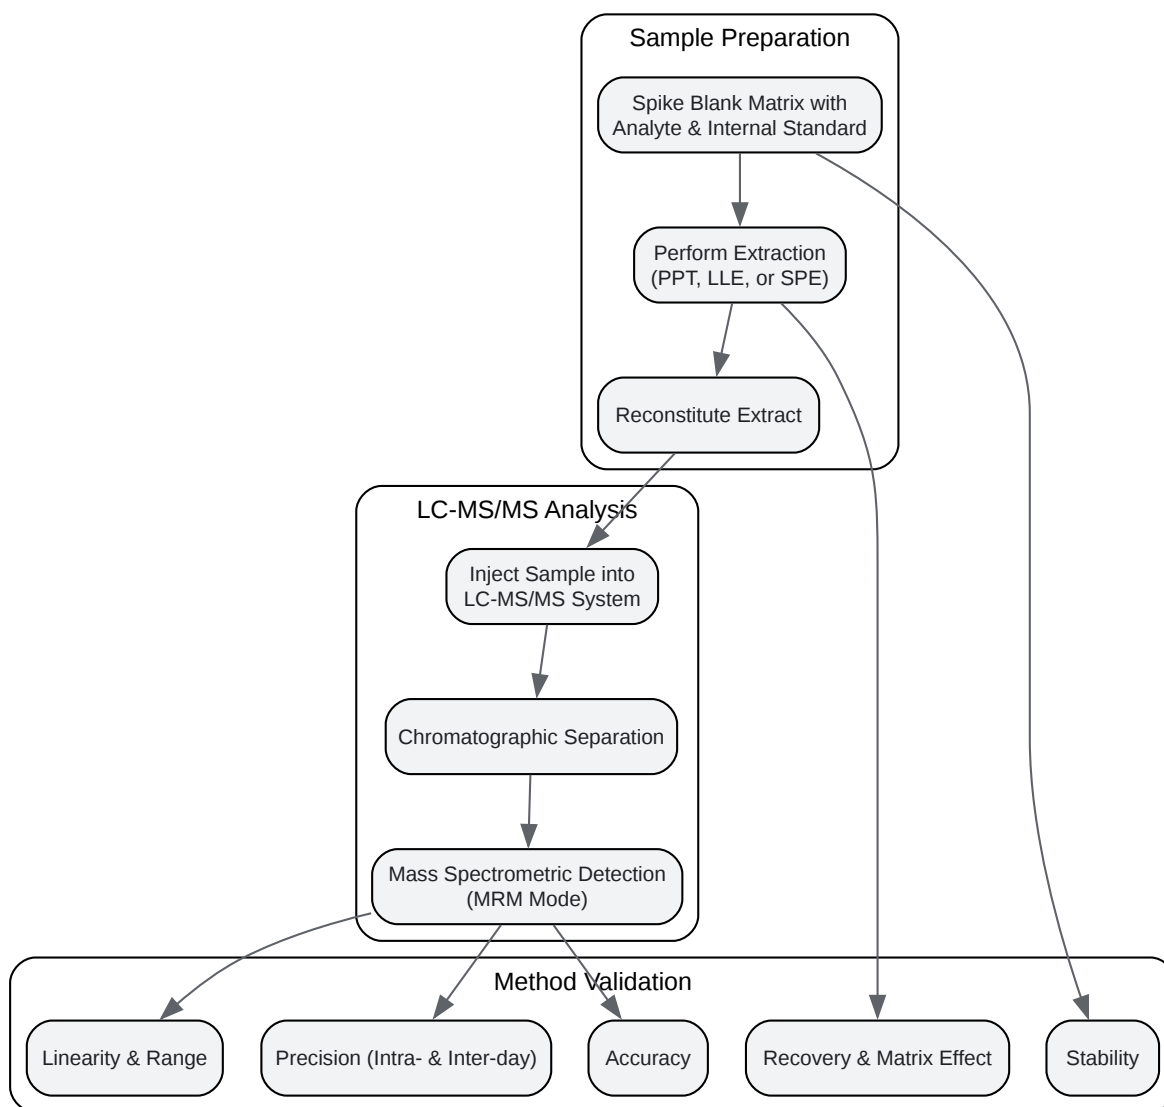 Sample Preparation
Spike Blank Matrix with
Analyte & Internal Standard
Perform Extraction
(PPT, LLE, or SPE)
Reconstitute Extract
LC-MS/MS Analysis
Inject Sample into
LC-MS/MS System
Chromatographic Separation
Mass Spectrometric Detection
(MRM Mode)
Method Validation
Linearity & Range
Precision (Intra- & Inter-day)
Accuracy
Recovery & Matrix Effect
Stability